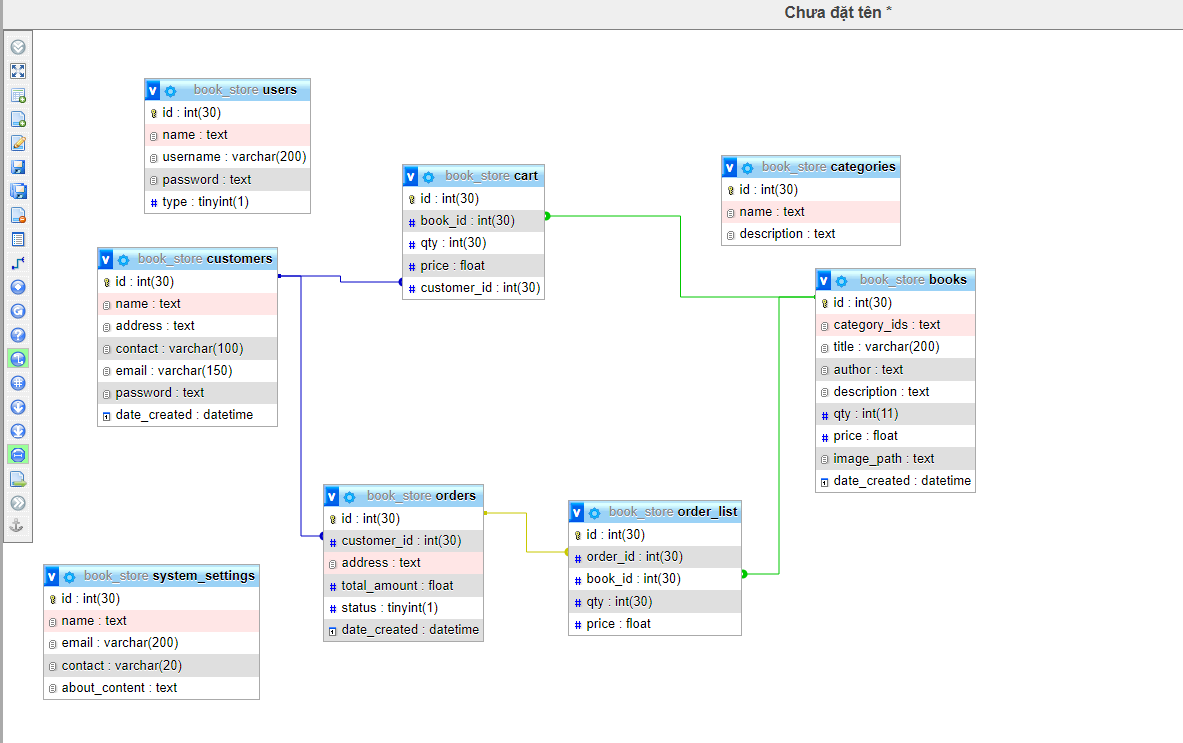 Chưa đặt tên *
book_store users
id : int(30)
name : text
username : varchar(200)
password : text
type : tinyint(1)
book_store cart
id : int(30)
book_id : int(30)
qty : int(30)
price : float
customer_id : int(30)
book_store categories
id : int(30)
name : text
description : text
book_store customers
id : int(30)
name : text
address : text
contact : varchar(100)
email : varchar(150)
password : text
date_created : datetime
book_store books
id : int(30)
category_ids : text
title : varchar(200)
author : text
description : text
qty : int(11)
price : float
image_path : text
date_created : datetime
book_store orders
id : int(30)
customer_id : int(30)
address : text
total_amount : float
status : tinyint(1)
date_created : datetime
book_store order_list
id : int(30)
order_id : int(30)
book_id : int(30)
qty : int(30)
price : float
book_store system_settings
id : int(30)
name : text
email : varchar(200)
contact : varchar(20)
about_content : text